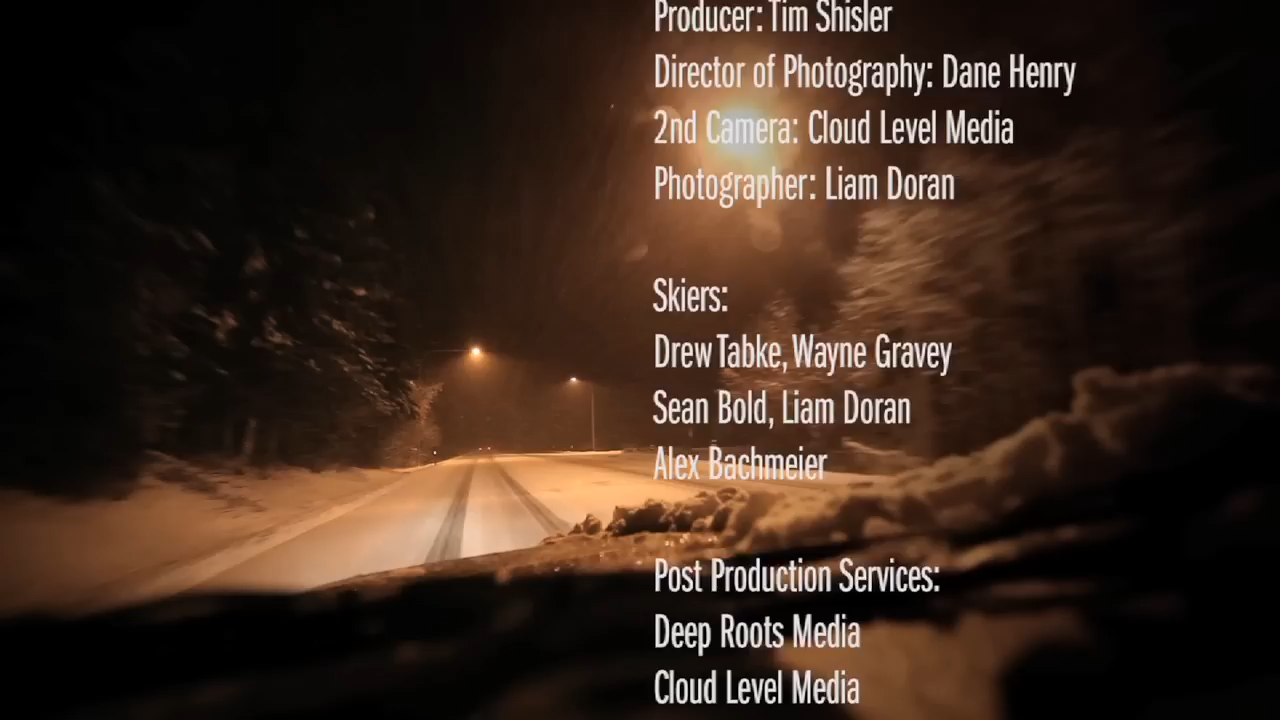 Producer: Tim Shisler
Director of Photography: Dane Henry
2nd Camera: Cloud Level Media
Photographer: Liam Doran
Skiers:
Drew Tabke, Wayne Gravey
Sean Bold, Liam Doran
Alex Bachmeier
Post Production Services:
Deep Roots Media
Cloud Level Media